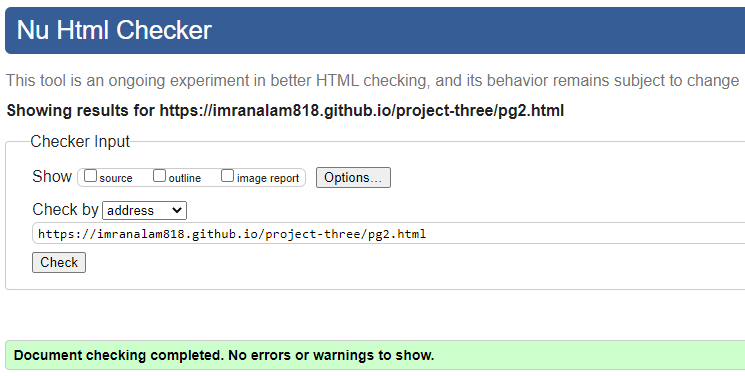 Nu Html Checker
This tool is an ongoing experiment in better HTML checking, and its behavior remains subject to change
Showing results for https://imranalam818.github.io/project-three/pg2.html
Checker Input
Show source outline image report Options...
Check by address
https://imranalam818.github.io/project-three/pg2.html
Check
Document checking completed. No errors or warnings to show.